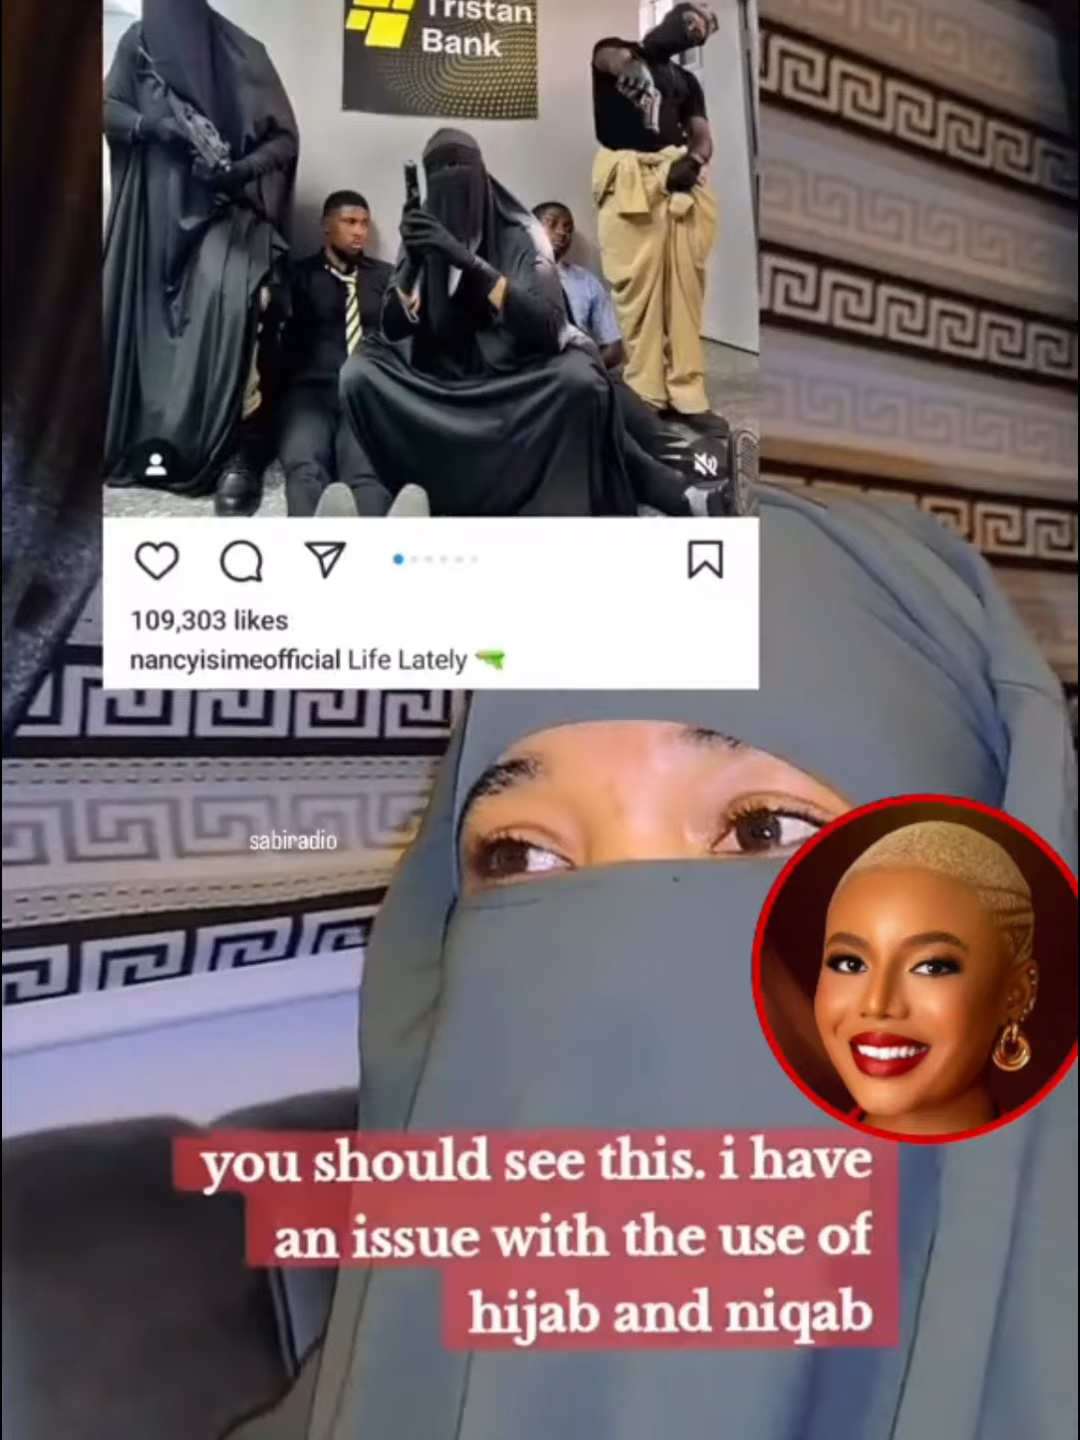 Tristan
Bank
109,303 likes
nancyisimeofficial Life Lately 🔫
sabiradio
you should see this. i have
an issue with the use of
hijab and niqab